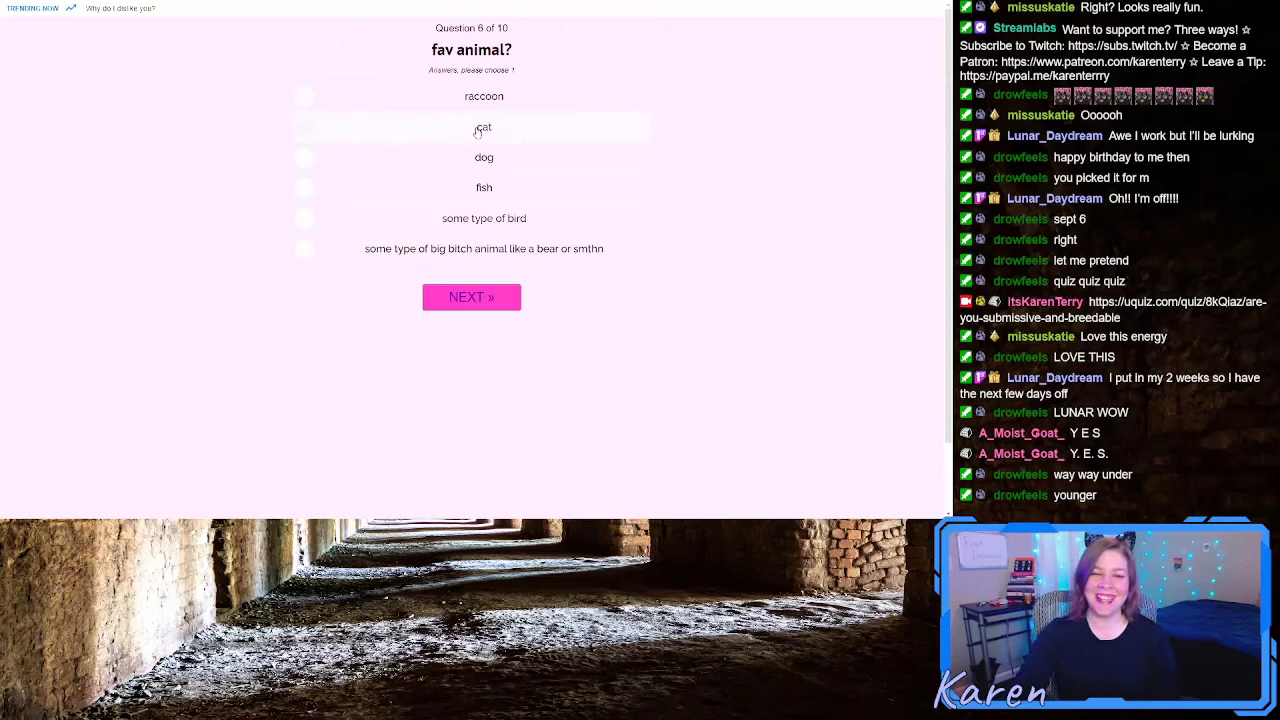 TRENDING NOW Why do I dislike you?
Question 6 of 10
fav animal?
Answers, please choose 1
raccoon
cat
dog
fish
some type of bird
some type of big bitch animal like a bear or smthn
NEXT »
missuskatie Right? Looks really fun.
Streamlabs Want to support me? Three ways! ☆
Subscribe to Twitch: https://subs.twitch.tv/ ☆ Become a
Patron: https://www.patreon.com/karenterry ☆ Leave a Tip:
https://paypal.me/karenterrry
drowfeels
missuskatie Oooooh
Lunar_Daydream Awe I work but I'll be lurking
drowfeels happy birthday to me then
drowfeels you picked it for m
Lunar_Daydream Oh!! I'm off!!!!
drowfeels sept 6
drowfeels right
drowfeels let me pretend
drowfeels quiz quiz quiz
ItsKarenTerry https://uquiz.com/quiz/8kQIaz/are-
you-submissive-and-breedable
missuskatie Love this energy
drowfeels LOVE THIS
Lunar_Daydream I put in my 2 weeks so I have
the next few days off
drowfeels LUNAR WOW
A_Moist_Goat_ Y E S
A_Moist_Goat_ Y. E. S.
drowfeels way way under
drowfeels younger
Karen